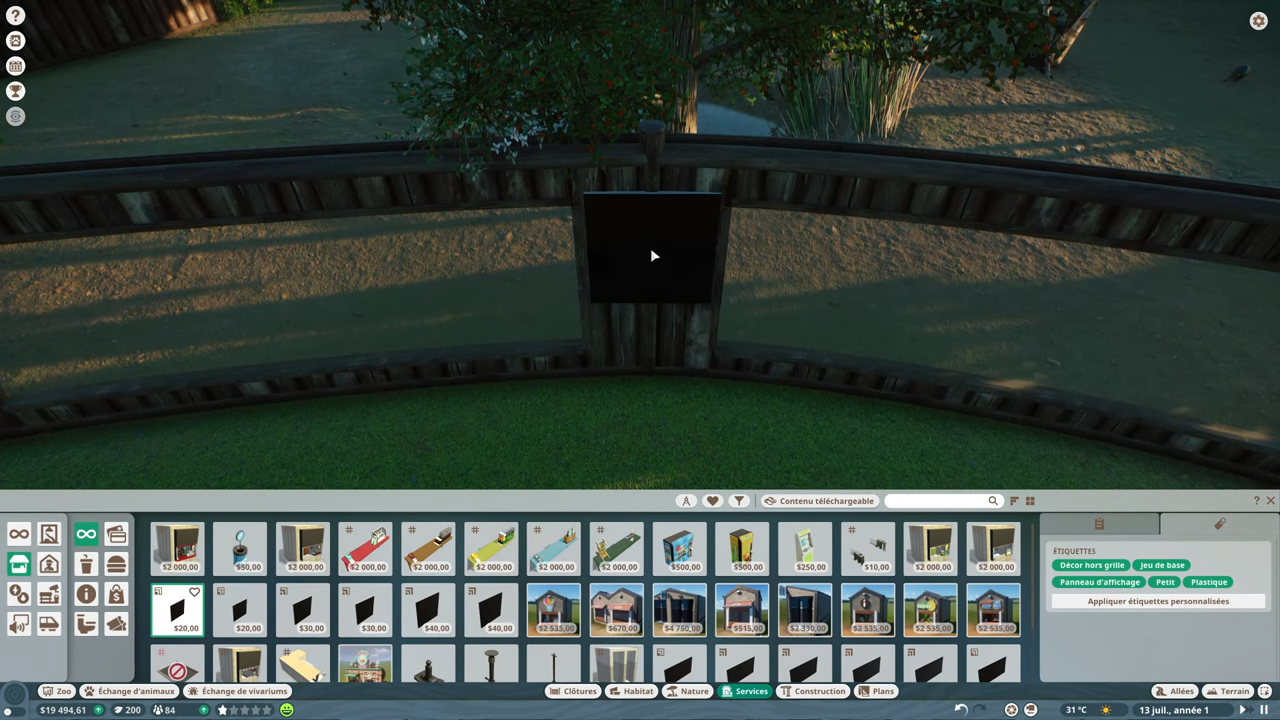 Contenu téléchargeable
$2 000,00 $50,00 $2 000,00 $2 000,00 $2 000,00 $2 000,00 $2 000,00 $2 000,00 $500,00 $500,00 $250,00 $10,00 $2 000,00 $2 000,00
$20,00 $20,00 $30,00 $30,00 $40,00 $40,00 $2 535,00 $670,00 $4 750,00 $515,00 $2 330,00 $2 535,00 $2 535,00 $2 535,00
ÉTIQUETTES
Décor hors grille Jeu de base
Panneau d'affichage Petit Plastique
Appliquer étiquettes personnalisées
Zoo Échange d'animaux Échange de vivariums Clôtures Habitat Nature Services Construction Plans Allées Terrain
$19 494,61 200 84 31 °C 13 juil., année 1